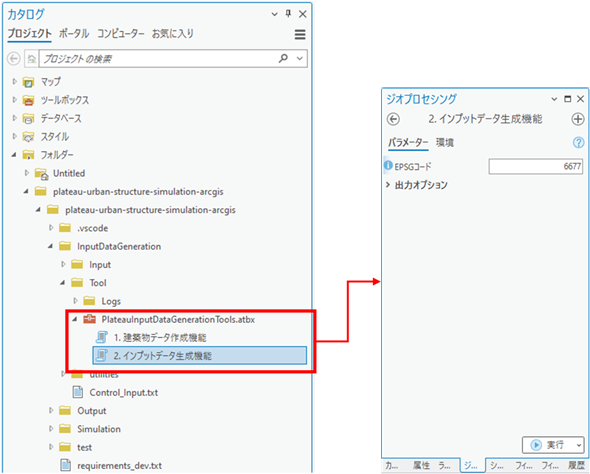 カタログ
プロジェクト ポータル コンピューター お気に入り
プロジェクトの検索
マップ
ツールボックス
データベース
スタイル
フォルダー
Untitled
plateau-urban-structure-simulation-arcgis
plateau-urban-structure-simulation-arcgis
.vscode
InputDataGeneration
Input
Tool
Logs
PlateauInputDataGenerationTools.atbx
1. 建築物データ作成機能
2. インプットデータ生成機能
utilities
Control_Input.txt
Output
Simulation
test
requirements_dev.txt
ジオプロセシング
2. インプットデータ生成機能
パラメーター 環境
EPSGコード 6677
出力オプション
実行
カ... 属性 ラ... ジ... シ... フィ... フィ... 履歴